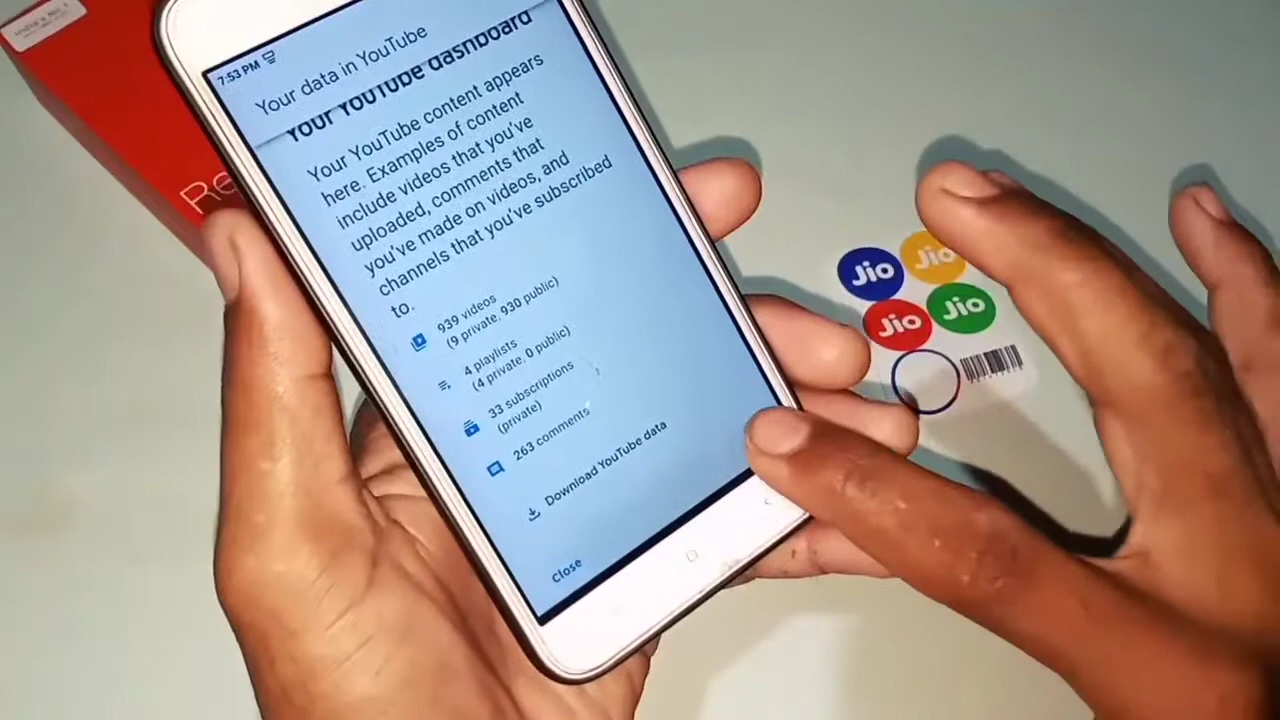 7:53 PM
Your data in YouTube
Your YouTube dashboard
Your YouTube content appears
here. Examples of content
include videos that you've
uploaded, comments that
you've made on videos, and
channels that you've subscribed
to.
939 videos
(9 private, 930 public)
4 playlists
(4 private, 0 public)
33 subscriptions
(private)
263 comments
Download YouTube data
Close
Re
Jio
Jio
Jio
Jio